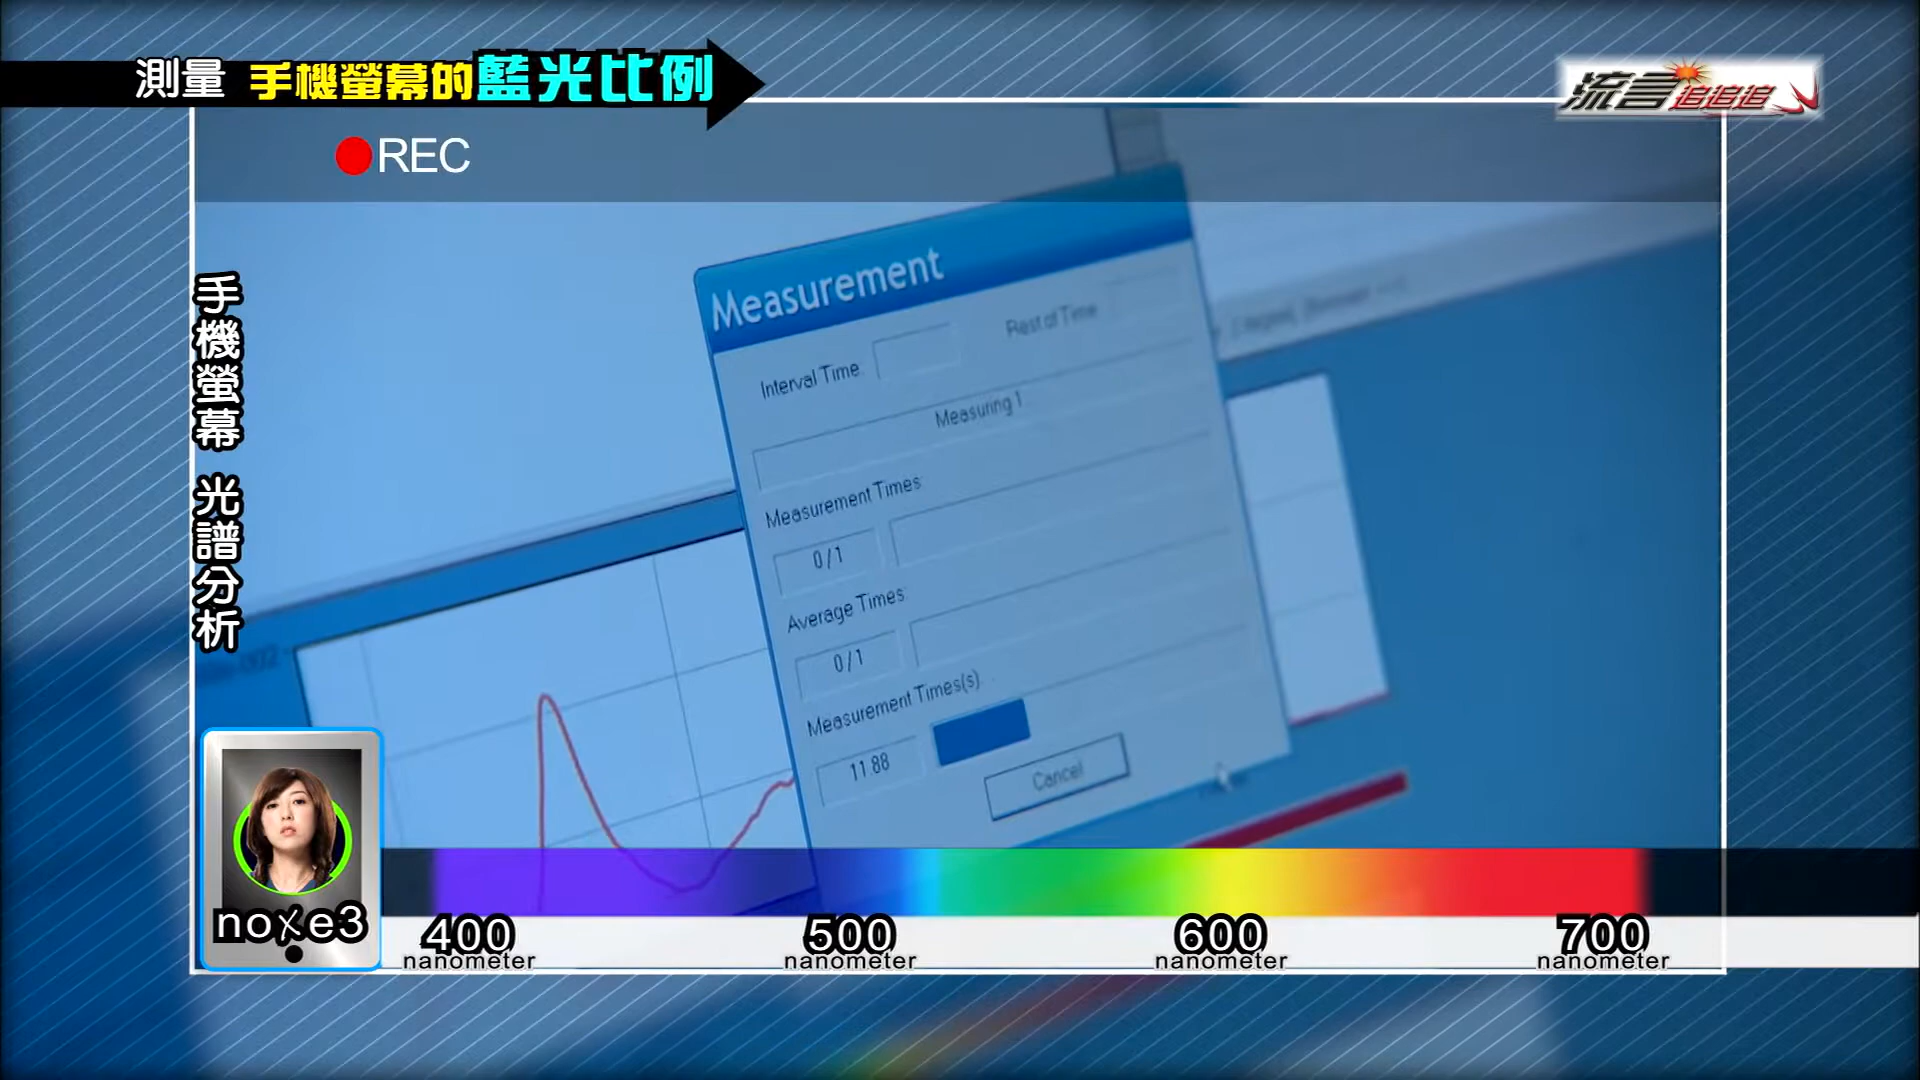 測量 手機螢幕的藍光比例
流言追追追
REC
手機螢幕 光譜分析
Measurement
Interval Time
Rest of Time
Measuring 1
Measurement Times
0/1
Average Times
0/1
Measurement Times(s)
11.88
Cancel
noxe3
400 500 600 700
nanometer nanometer nanometer nanometer